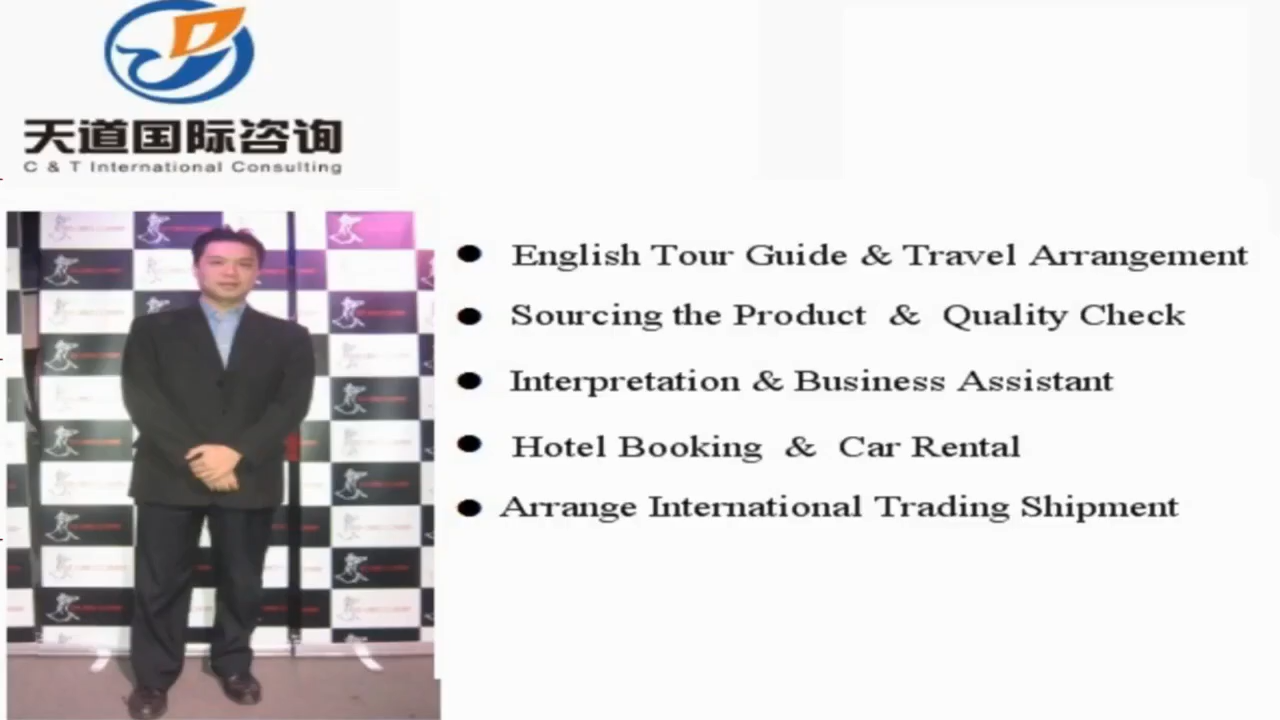 天道国际咨询
C & T International Consulting
● English Tour Guide & Travel Arrangement
● Sourcing the Product & Quality Check
● Interpretation & Business Assistant
● Hotel Booking & Car Rental
● Arrange International Trading Shipment